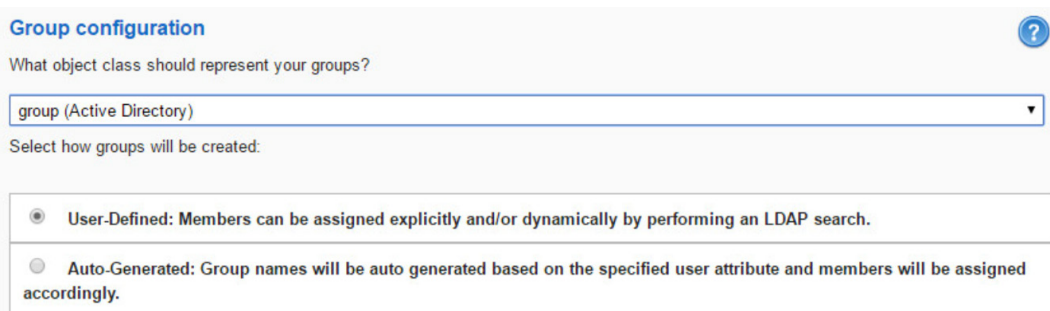 Group configuration
?
What object class should represent your groups?
group (Active Directory)
Select how groups will be created:
User-Defined: Members can be assigned explicitly and/or dynamically by performing an LDAP search.
Auto-Generated: Group names will be auto generated based on the specified user attribute and members will be assigned
accordingly.